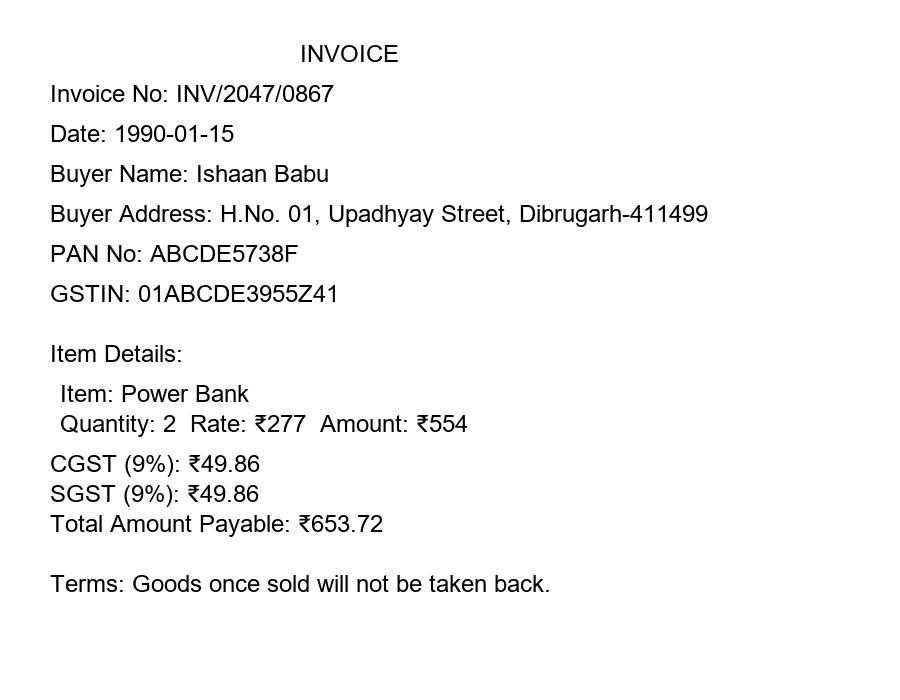 INVOICE
Invoice No: INV/2047/0867
Date: 1990-01-15
Buyer Name: Ishaan Babu
Buyer Address: H.No. 01, Upadhyay Street, Dibrugarh-411499
PAN No: ABCDE5738F
GSTIN: 01ABCDE3955Z41
Item Details:
Item: Power Bank
Quantity: 2  Rate: ₹277  Amount: ₹554
CGST (9%): ₹49.86
SGST (9%): ₹49.86
Total Amount Payable: ₹653.72
Terms: Goods once sold will not be taken back.